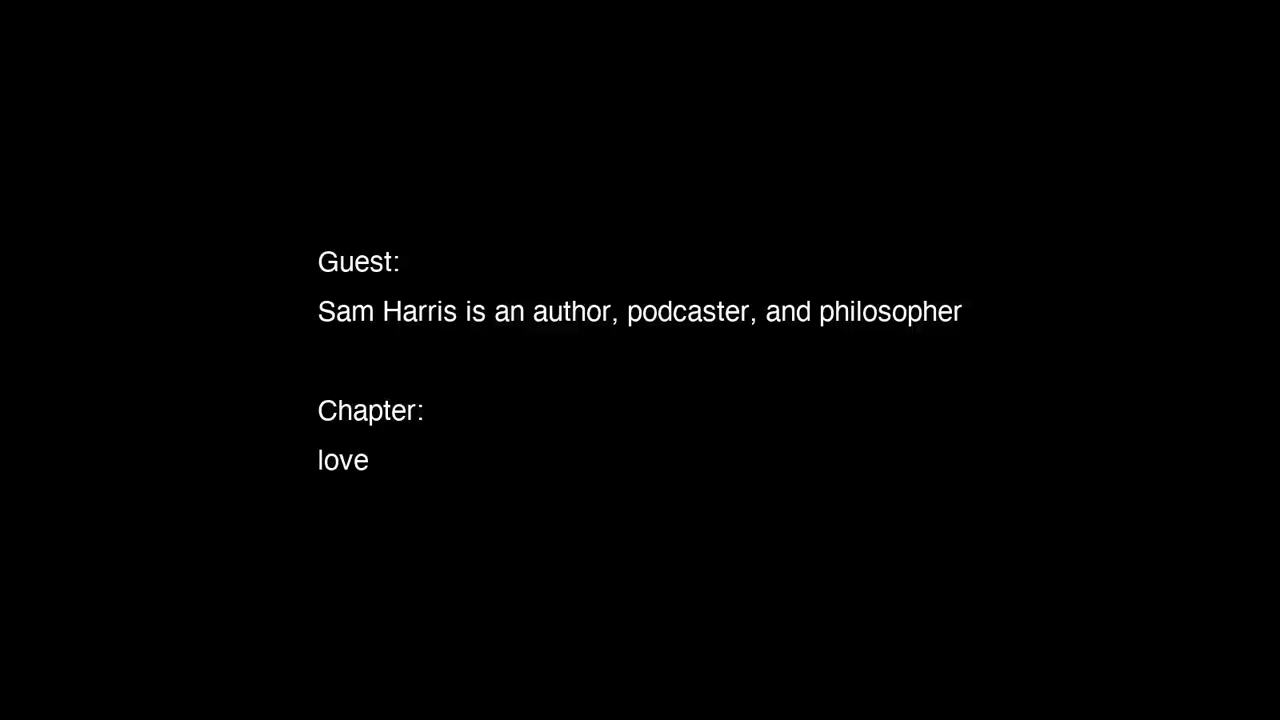 Guest:
Sam Harris is an author, podcaster, and philosopher
Chapter:
love